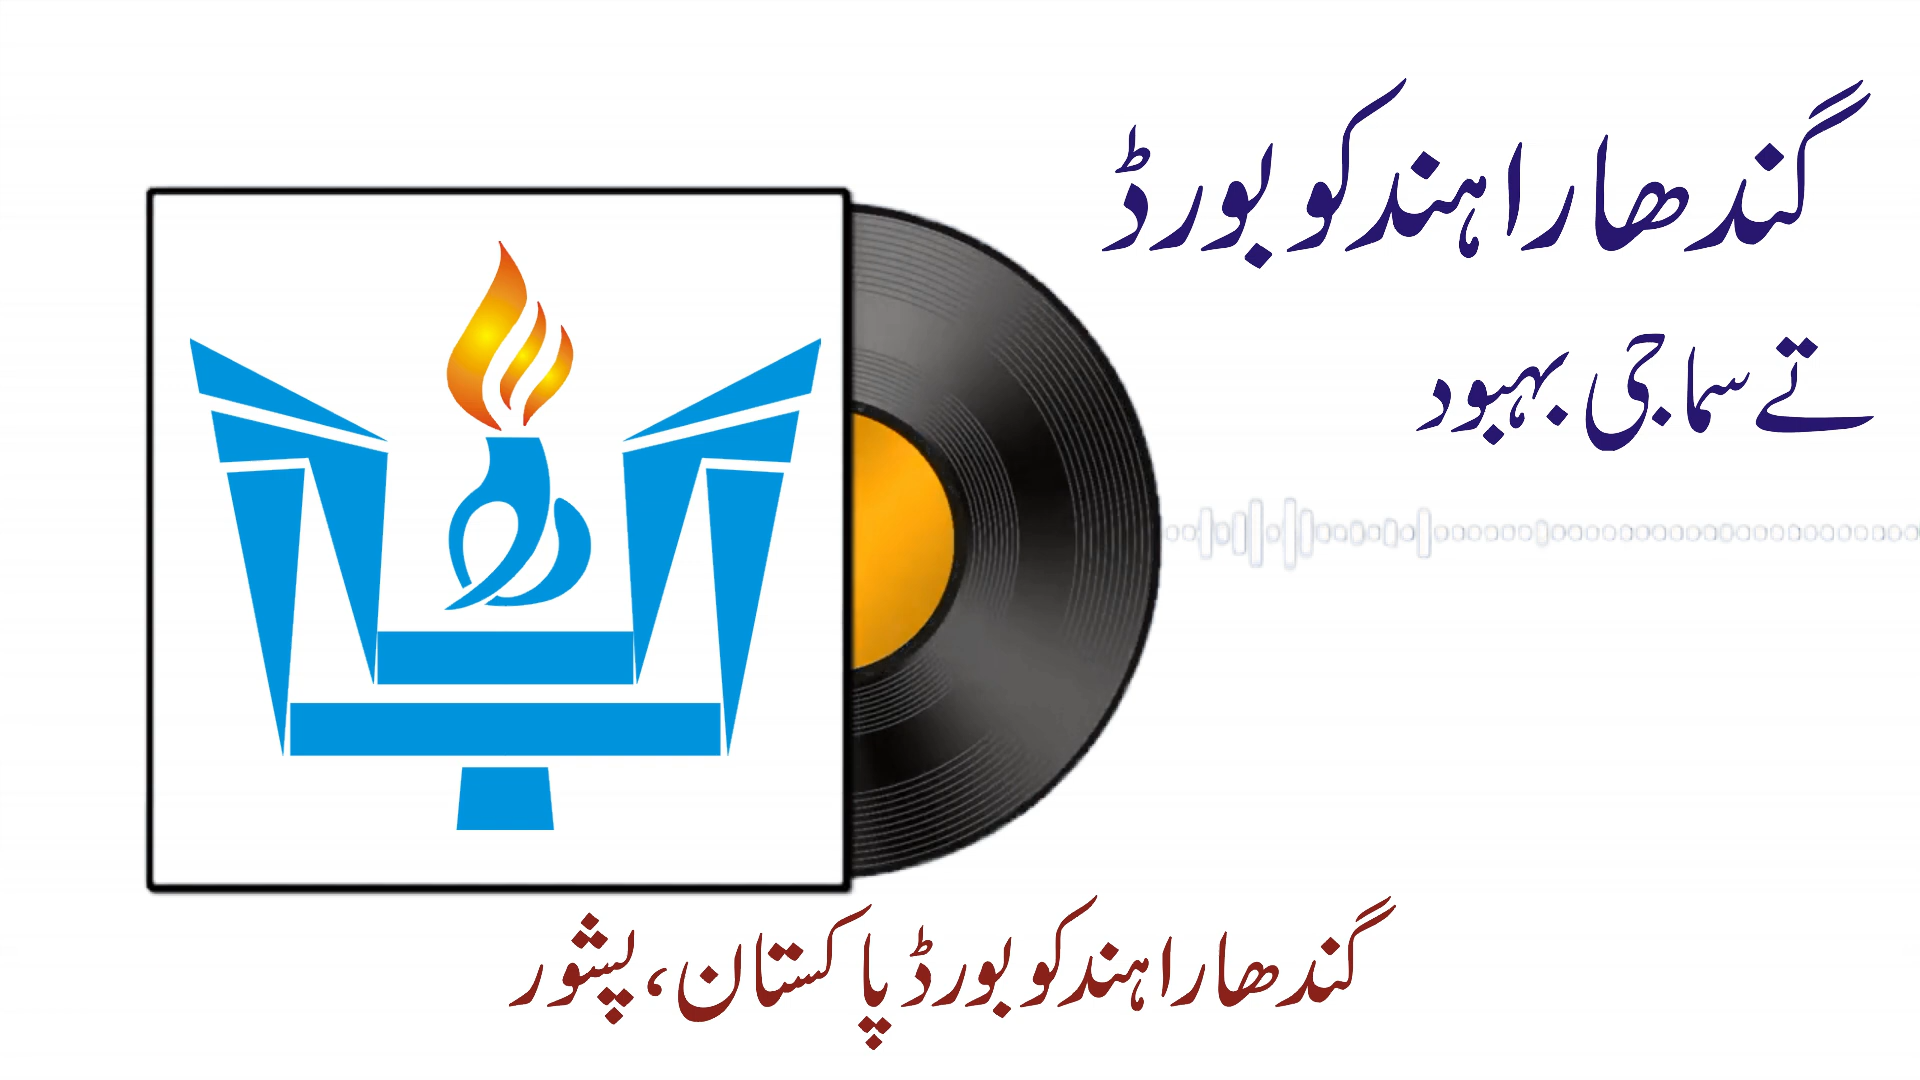 گندھارا ہندکو بورڈ
تے سماجی بہبود
گندھارا ہندکو بورڈ پاکستان، پشور